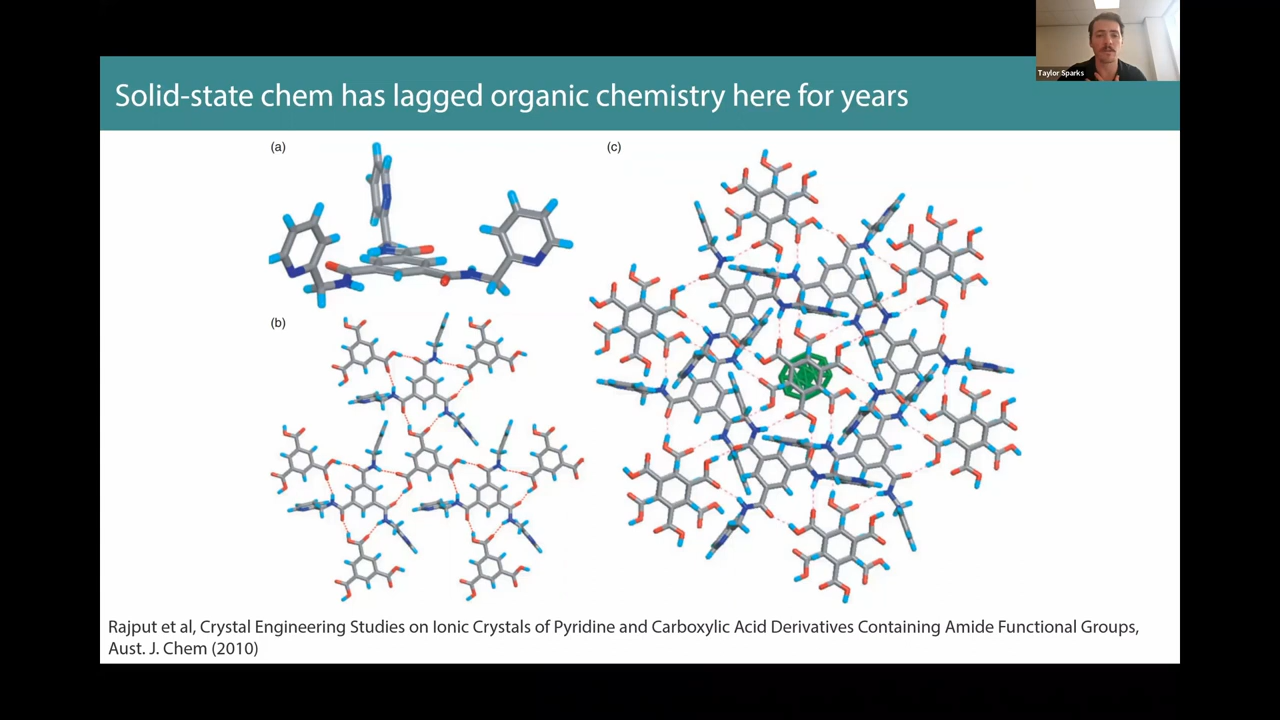 Taylor Sparks
Solid-state chem has lagged organic chemistry here for years
(a)
(b)
(c)
Rajput et al, Crystal Engineering Studies on Ionic Crystals of Pyridine and Carboxylic Acid Derivatives Containing Amide Functional Groups,
Aust. J. Chem (2010)